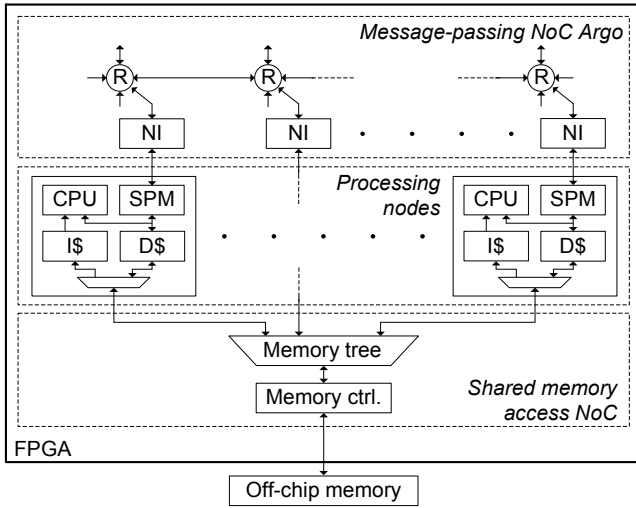 Message-passing NoC Argo
R R R
NI NI NI
Processing
nodes
CPU SPM CPU SPM
I$ D$ I$ D$
Memory tree
Memory ctrl.
Shared memory
access NoC
FPGA
Off-chip memory